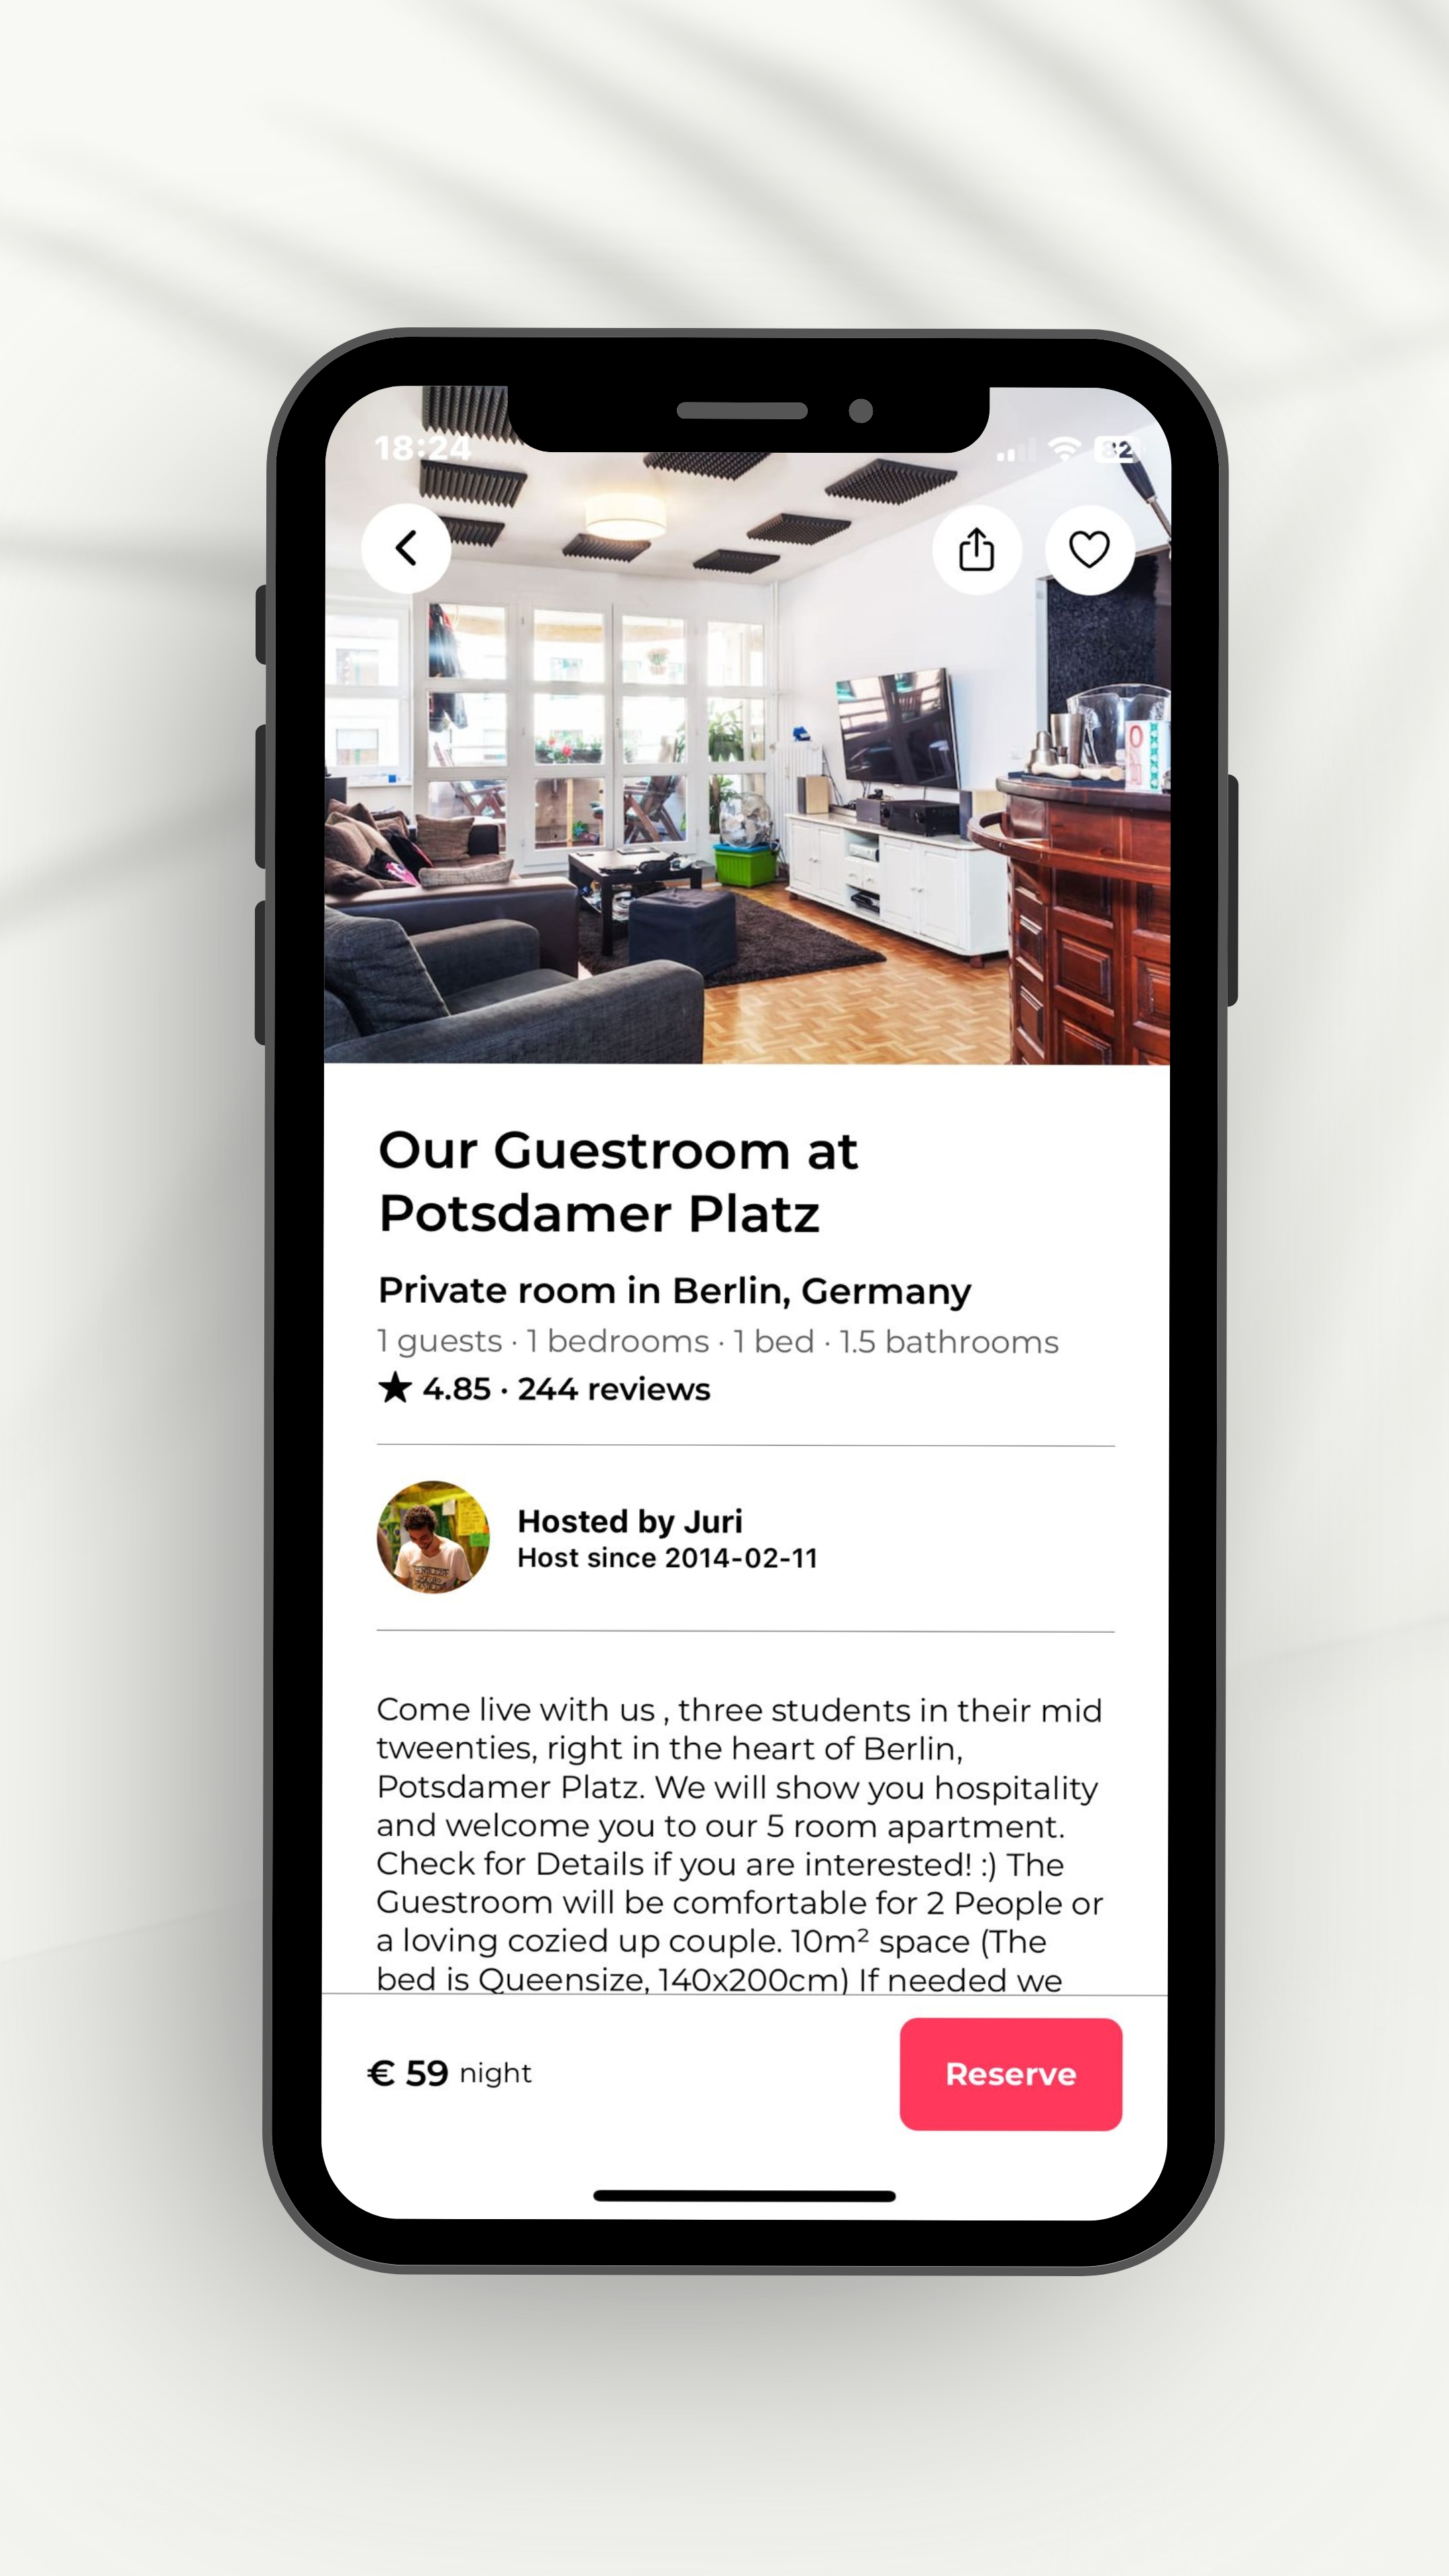 18:24
82
Our Guestroom at
Potsdamer Platz
Private room in Berlin, Germany
1 guests · 1 bedrooms · 1 bed · 1.5 bathrooms
★ 4.85 · 244 reviews
Hosted by Juri
Host since 2014-02-11
Come live with us , three students in their mid
tweenties, right in the heart of Berlin,
Potsdamer Platz. We will show you hospitality
and welcome you to our 5 room apartment.
Check for Details if you are interested! :) The
Guestroom will be comfortable for 2 People or
a loving cozied up couple. 10m² space (The
bed is Queensize, 140x200cm) If needed we
€ 59 night
Reserve